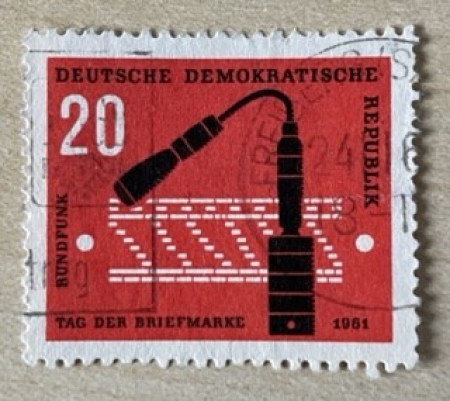 DEUTSCHE DEMOKRATISCHE
REPUBLIK
20
RUNDFUNK
TAG DER BRIEFMARKE 1961